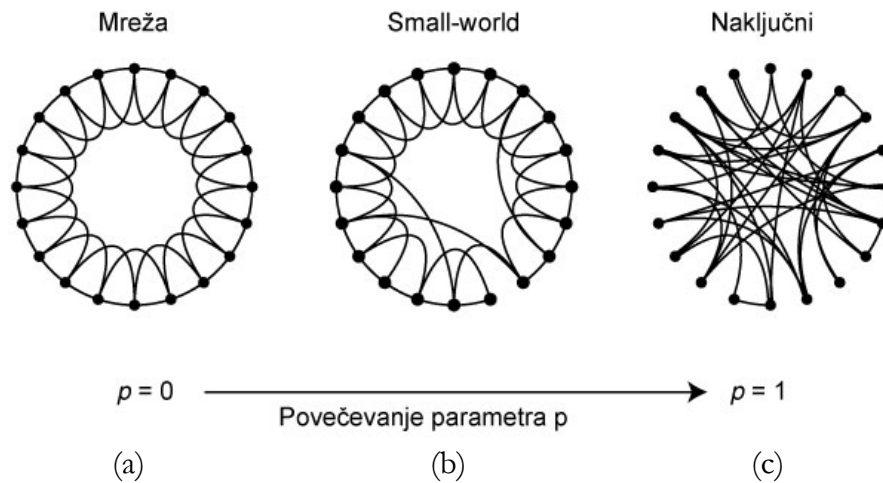 Mreža Small-world Naključni
p = 0 p = 1
Povečevanje parametra p
(a) (b) (c)